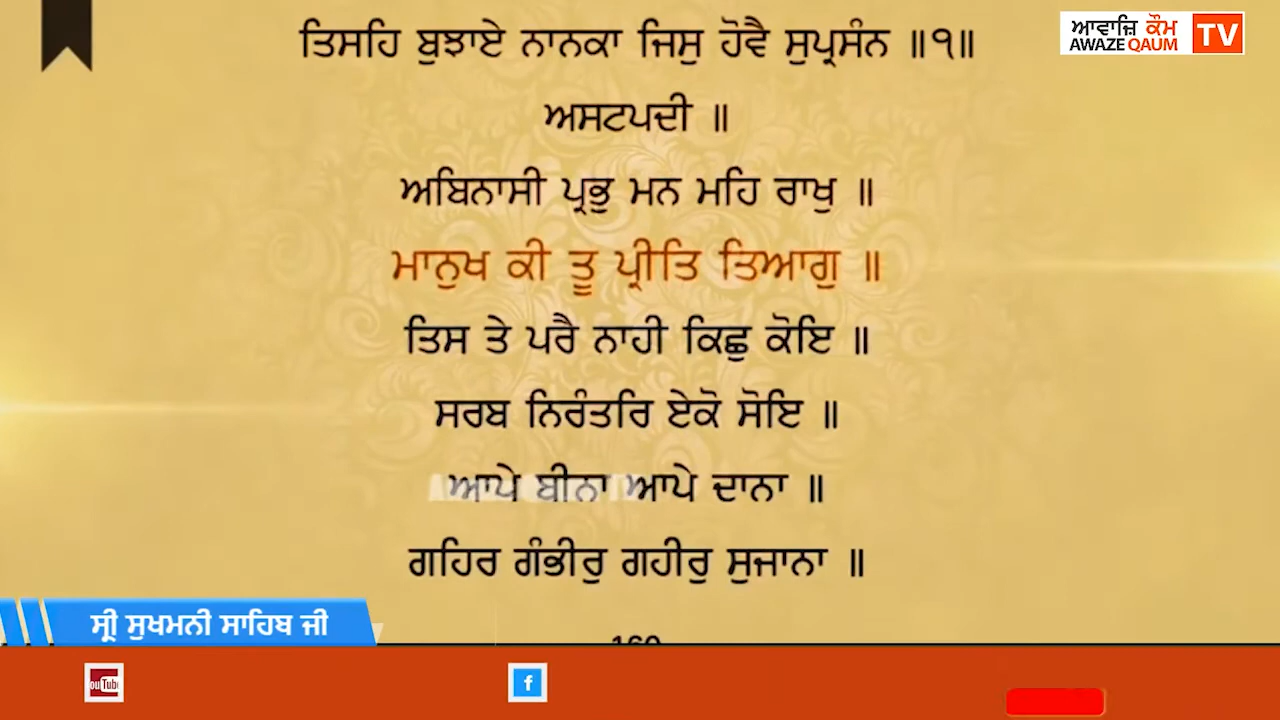 ਤਿਸਹਿ ਬੁਝਾਏ ਨਾਨਕਾ ਜਿਸੁ ਹੋਵੈ ਸੁਪ੍ਰਸੰਨ ॥੧॥
ਆਵਾਜ਼ਿ ਕੌਮ
AWAZE QAUM
TV
ਅਸਟਪਦੀ ॥
ਅਬਿਨਾਸੀ ਪ੍ਰਭੁ ਮਨ ਮਹਿ ਰਾਖੁ ॥
ਮਾਨੁਖ ਕੀ ਤੂ ਪ੍ਰੀਤਿ ਤਿਆਗੁ ॥
ਤਿਸ ਤੇ ਪਰੈ ਨਾਹੀ ਕਿਛੁ ਕੋਇ ॥
ਸਰਬ ਨਿਰੰਤਰਿ ਏਕੋ ਸੋਇ ॥
ਆਪੇ ਬੀਨਾ ਆਪੇ ਦਾਨਾ ॥
ਗਹਿਰ ਗੰਭੀਰੁ ਗਹੀਰੁ ਸੁਜਾਨਾ ॥
ਸ੍ਰੀ ਸੁਖਮਨੀ ਸਾਹਿਬ ਜੀ
f